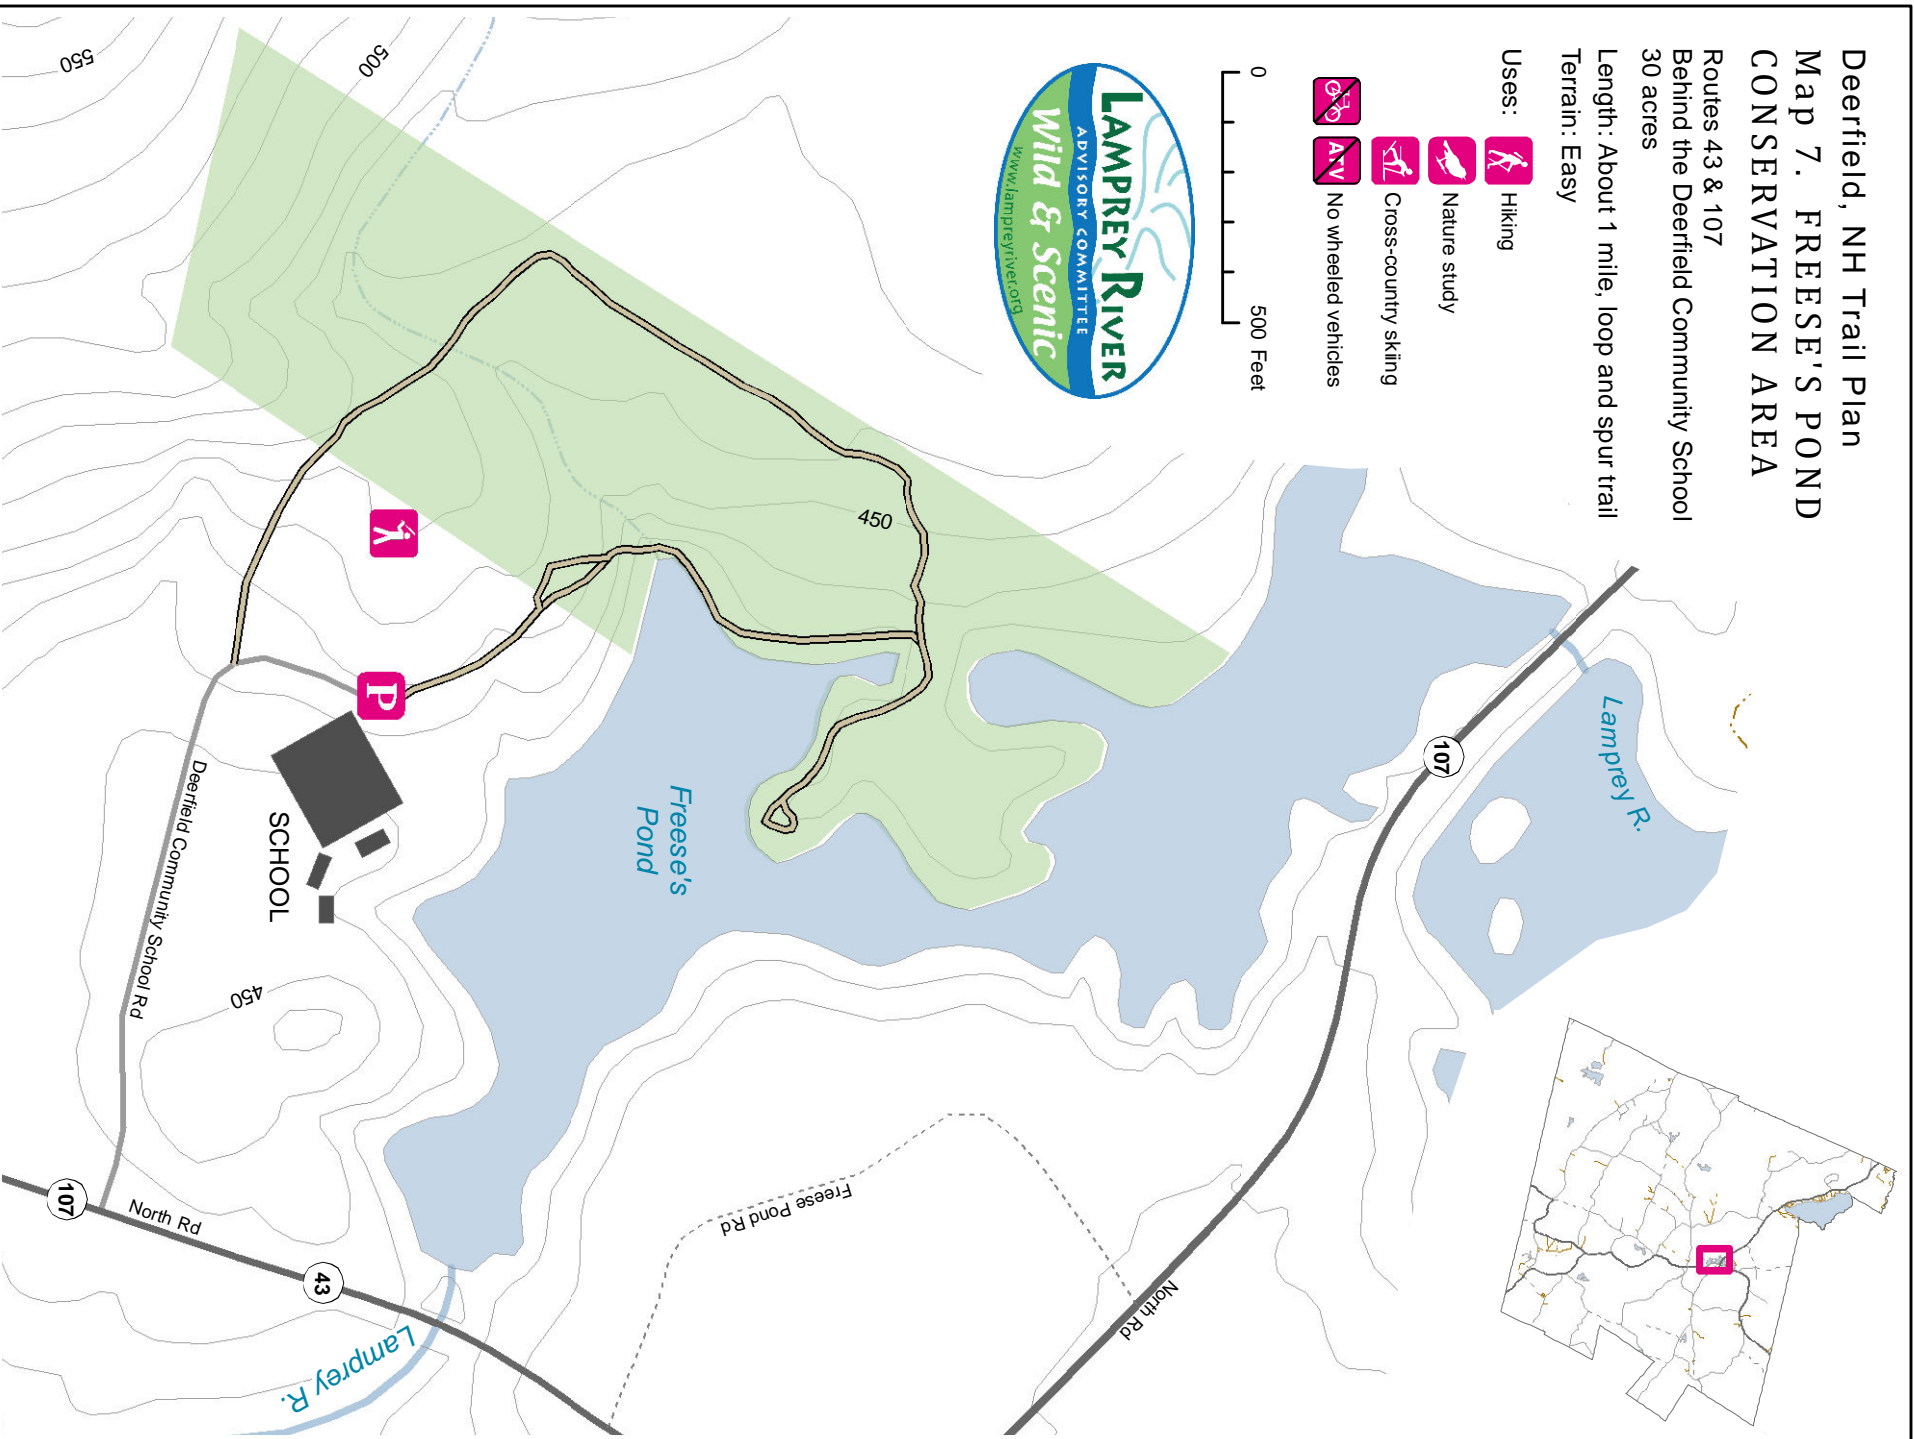 Deerfield, NH Trail Plan
Map 7. FREESE'S POND
CONSERVATION AREA
Routes 43 & 107
Behind the Deerfield Community School
30 acres
Length: About 1 mile, loop and spur trail
Terrain: Easy
Uses:
Hiking
Nature study
Cross-country skiing
ATV
No wheeled vehicles
0
500 Feet
LAMPREY RIVER
ADVISORY COMMITTEE
Wild & Scenic
www.lampreyriver.org
Lamprey R.
107
450
500
550
Freese's
Pond
P
SCHOOL
Deerfield Community School Rd
450
Freese Pond Rd
North Rd
North Rd
107
43
Lamprey R.